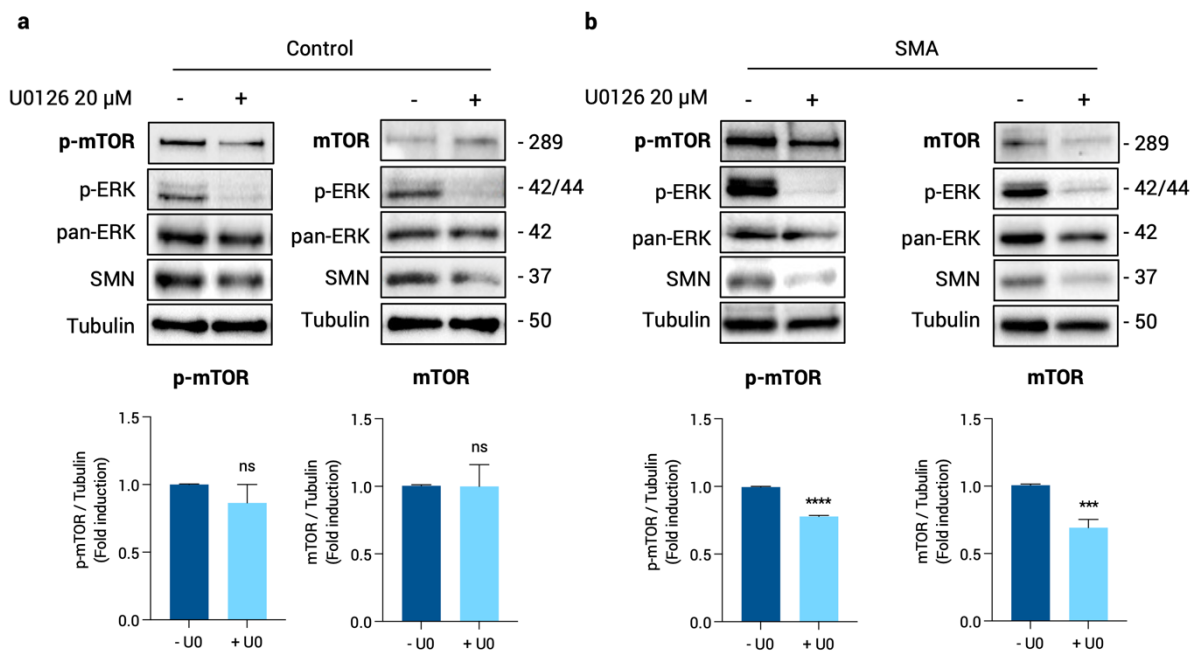 a
Control
U0126 20 μM - +
- +
p-mTOR
mTOR
- 289
p-ERK
p-ERK
- 42/44
pan-ERK
pan-ERK
- 42
SMN
SMN
- 37
Tubulin
Tubulin
- 50
p-mTOR
p-mTOR / Tubulin
(Fold induction)
1.5
1.0
0.5
0.0
ns
- U0
+ U0
mTOR
mTOR / Tubulin
(Fold induction)
1.5
1.0
0.5
0.0
ns
- U0
+ U0
b
SMA
U0126 20 μM - +
- +
p-mTOR
mTOR
- 289
p-ERK
p-ERK
- 42/44
pan-ERK
pan-ERK
- 42
SMN
SMN
- 37
Tubulin
Tubulin
- 50
p-mTOR
p-mTOR / Tubulin
(Fold induction)
1.5
1.0
0.5
0.0
****
- U0
+ U0
mTOR
mTOR / Tubulin
(Fold induction)
1.5
1.0
0.5
0.0
***
- U0
+ U0